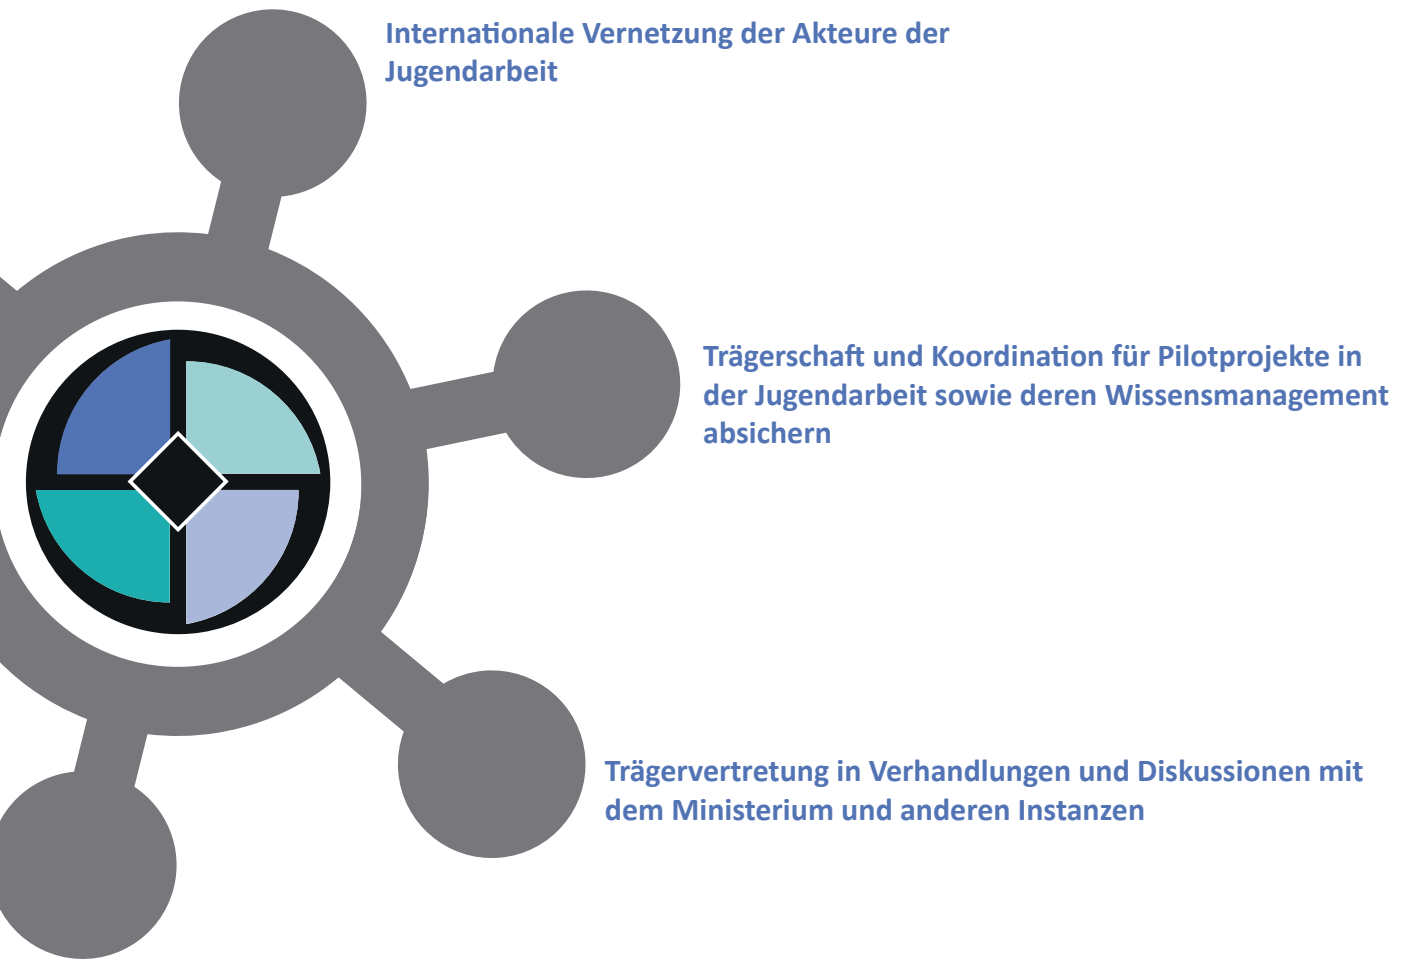 Internationale Vernetzung der Akteure der
Jugendarbeit
Trägerschaft und Koordination für Pilotprojekte in
der Jugendarbeit sowie deren Wissensmanagement
absichern
Trägervertretung in Verhandlungen und Diskussionen mit
dem Ministerium und anderen Instanzen